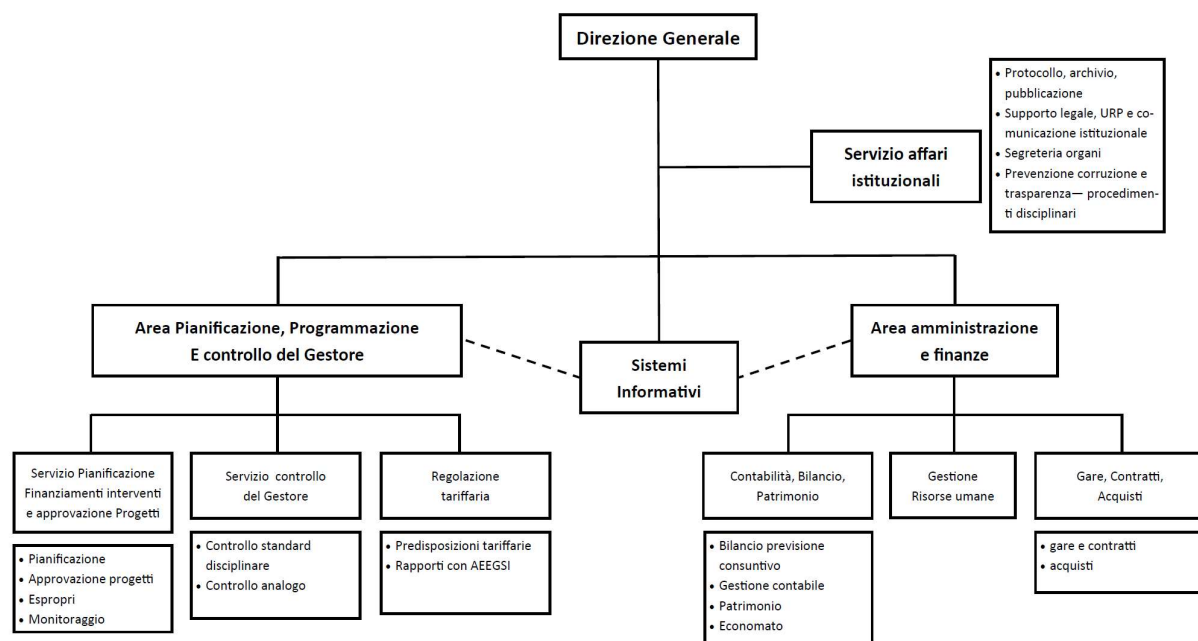 Direzione Generale
• Protocollo, archivio,
pubblicazione
• Supporto legale, URP e co-
municazione istituzionale
• Segreteria organi
• Prevenzione corruzione e
trasparenza— procedimen-
ti disciplinari
Servizio affari
istituzionali
Area Pianificazione, Programmazione
E controllo del Gestore
Sistemi
Informativi
Area amministrazione
e finanze
Servizio Pianificazione
Finanziamenti interventi
e approvazione Progetti
Servizio controllo
del Gestore
Regolazione
tariffaria
Contabilità, Bilancio,
Patrimonio
Gestione
Risorse umane
Gare, Contratti,
Acquisti
• Pianificazione
• Approvazione progetti
• Espropri
• Monitoraggio
• Controllo standard
disciplinare
• Controllo analogo
• Predisposizioni tariffarie
• Rapporti con AEEGSI
• Bilancio previsione
consuntivo
• Gestione contabile
• Patrimonio
• Economato
• gare e contratti
• acquisti